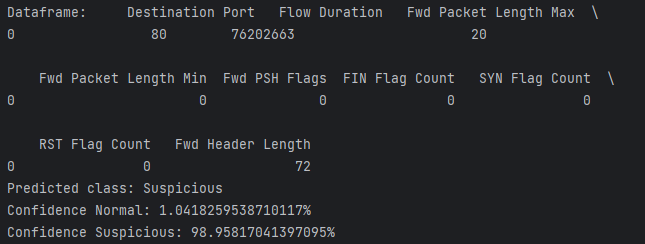 Dataframe:     Destination Port   Flow Duration   Fwd Packet Length Max  \
0                 80        76202663                      20

    Fwd Packet Length Min  Fwd PSH Flags  FIN Flag Count   SYN Flag Count  \
0                       0              0               0                0

    RST Flag Count   Fwd Header Length
0                0                  72
Predicted class: Suspicious
Confidence Normal: 1.0418259538710117%
Confidence Suspicious: 98.95817041397095%